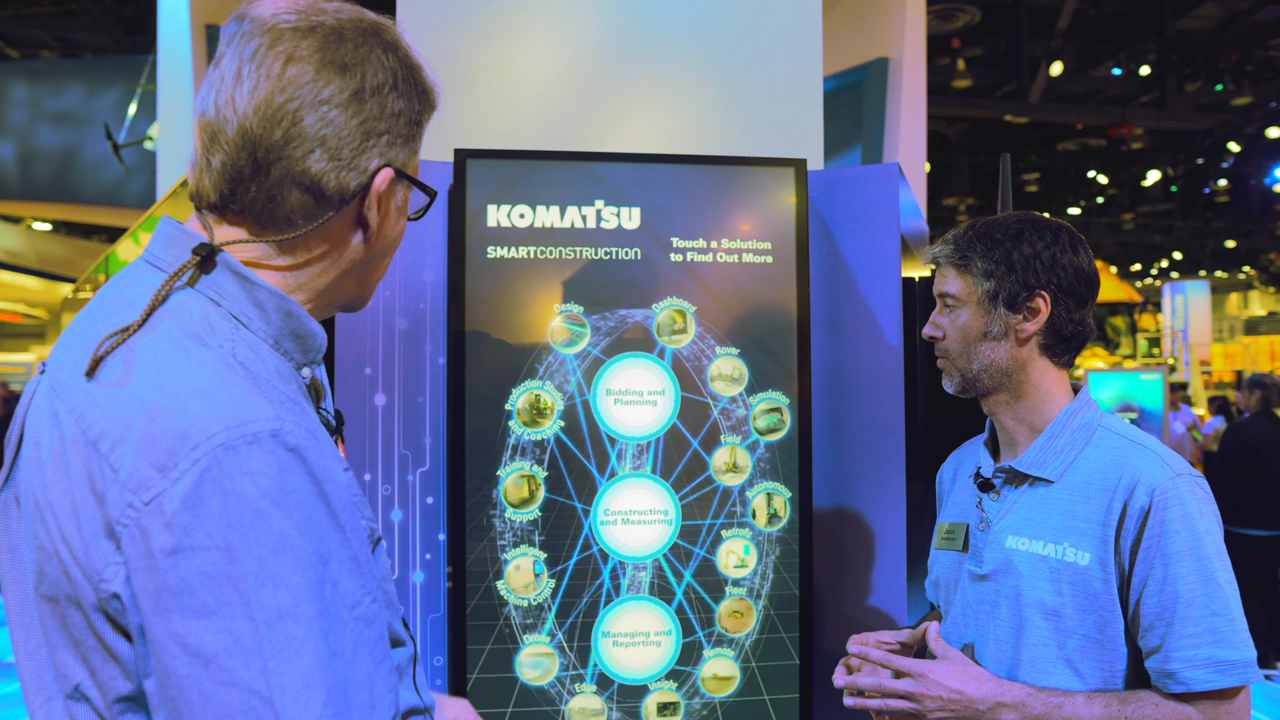 KOMATSU
SMARTCONSTRUCTION
Touch a Solution
to Find Out More
Design
Dashboard
Rover
Simulation
Bidding and
Planning
Production Studies
and Coaching
Field
Training and
Support
Autonomous
Constructing
and Measuring
Retrofit
Intelligent
Machine Control
Fleet
Managing and
Reporting
Drone
Remote
Edge
Insight
KOMATSU